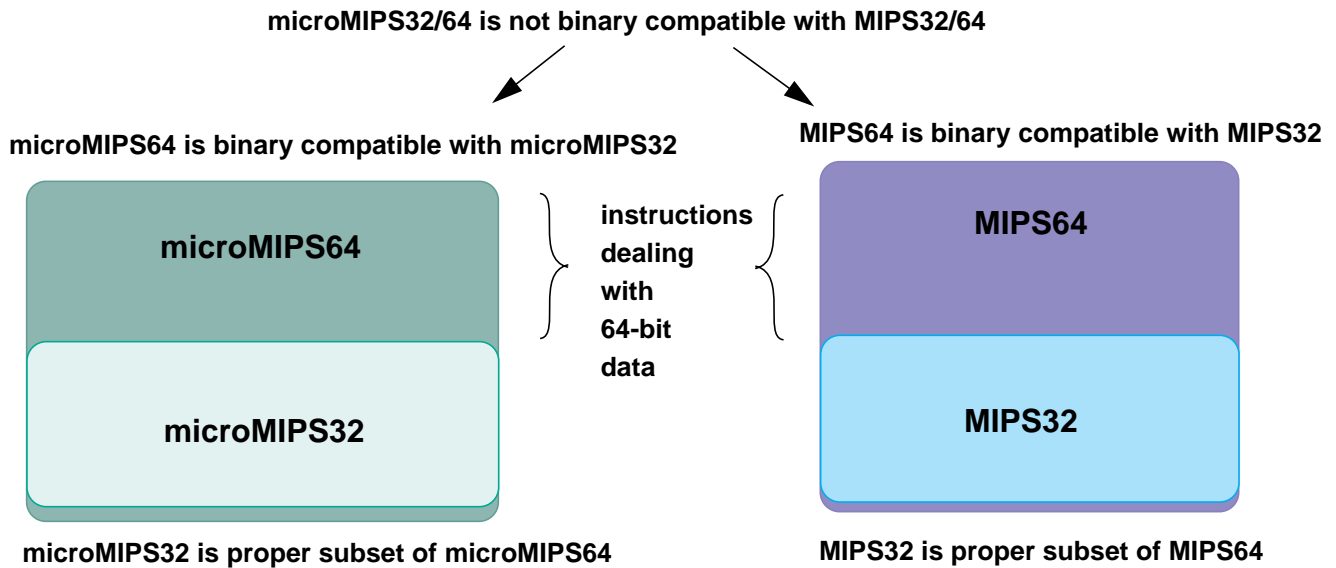 microMIPS32/64 is not binary compatible with MIPS32/64
microMIPS64 is binary compatible with microMIPS32
MIPS64 is binary compatible with MIPS32
microMIPS64
instructions
dealing
with
64-bit
data
MIPS64
microMIPS32
MIPS32
microMIPS32 is proper subset of microMIPS64
MIPS32 is proper subset of MIPS64